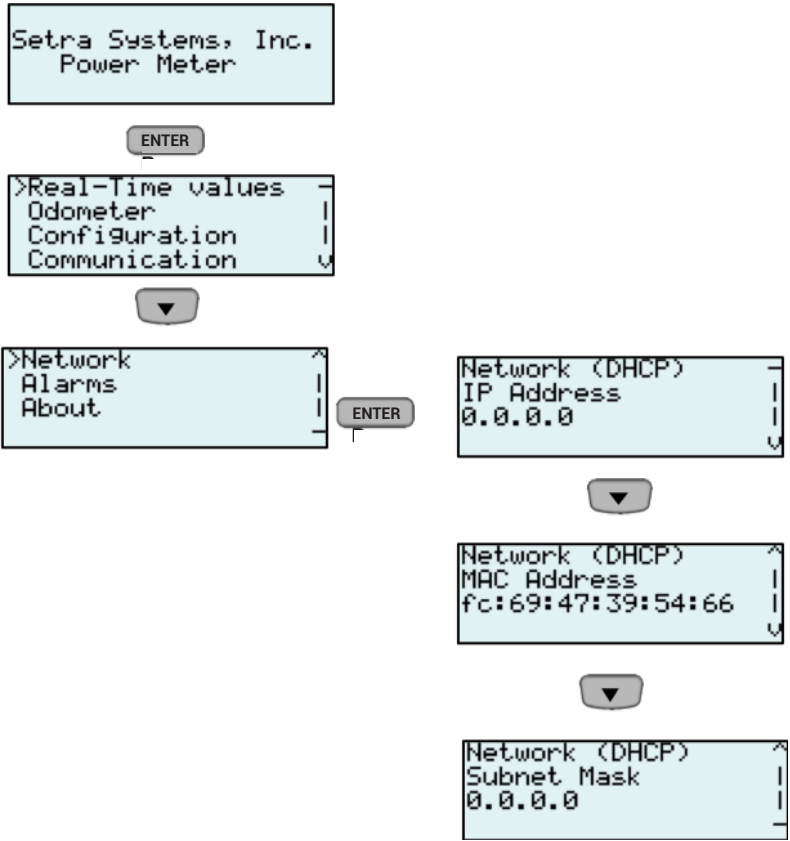 Setra Systems, Inc.
Power Meter
ENTER
>Real-Time values
Odometer
Configuration
Communication
>Network
Alarms
About
ENTER
Network (DHCP)
IP Address
0.0.0.0
Network (DHCP)
MAC Address
fc:69:47:39:54:66
Network (DHCP)
Subnet Mask
0.0.0.0